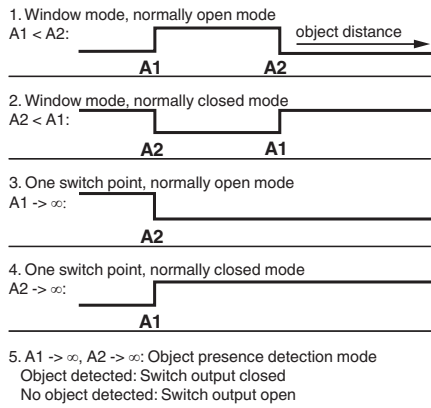 1. Window mode, normally open mode
A1 < A2:
object distance
A1
A2
2. Window mode, normally closed mode
A2 < A1:
A2
A1
3. One switch point, normally open mode
A1 -> ∞:
A2
4. One switch point, normally closed mode
A2 -> ∞:
A1
5. A1 -> ∞, A2 -> ∞: Object presence detection mode
Object detected: Switch output closed
No object detected: Switch output open